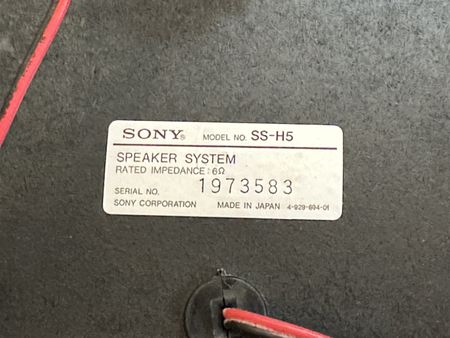 SONY® MODEL NO. SS-H5
SPEAKER SYSTEM
RATED IMPEDANCE:6Ω
SERIAL NO. 1973583
SONY CORPORATION MADE IN JAPAN 4-929-604-01